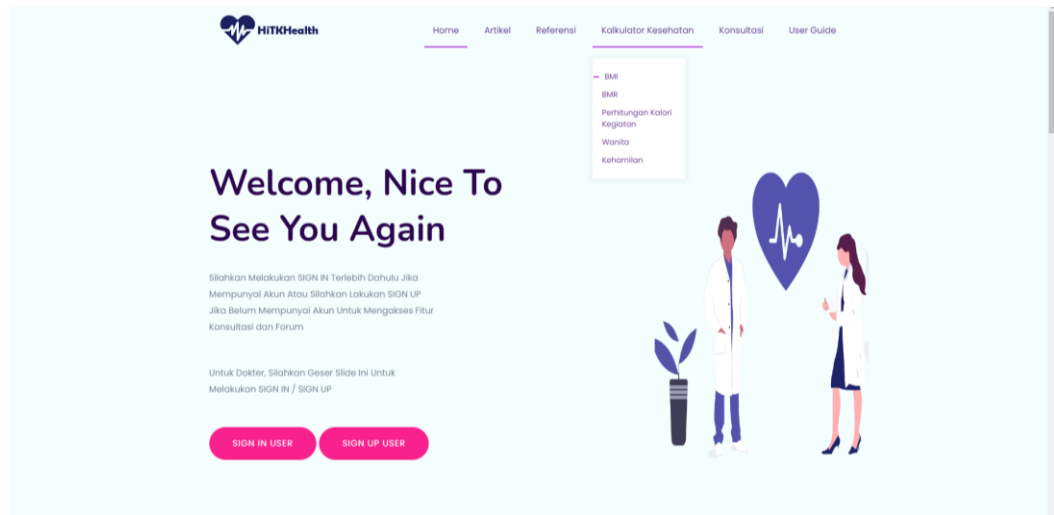 HiTKHealth
Home Artikel Referensi Kalkulator Kesehatan Konsultasi User Guide
BMI
BMR
Perhitungan Kalori
Kegiatan
Wanita
Kehamilan
Welcome, Nice To
See You Again
Silahkan Melakukan SIGN IN Terlebih Dahulu Jika
Mempunyai Akun Atau Silahkan Lakukan SIGN UP
Jika Belum Mempunyai Akun Untuk Mengakses Fitur
Konsultasi dan Forum
Untuk Dokter, Silahkan Geser Slide Ini Untuk
Melakukan SIGN IN / SIGN UP
SIGN IN USER SIGN UP USER